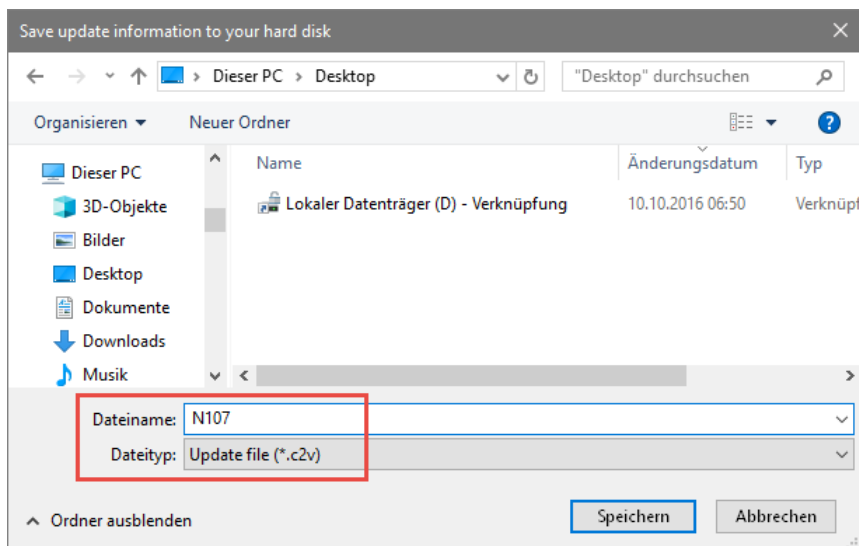 Save update information to your hard disk
Dieser PC > Desktop
"Desktop" durchsuchen
Organisieren
Neuer Ordner
Name
Änderungsdatum
Typ
Lokaler Datenträger (D) - Verknüpfung
10.10.2016 06:50
Verknüpf
Dieser PC
3D-Objekte
Bilder
Desktop
Dokumente
Downloads
Musik
Dateiname: N107
Dateityp: Update file (*.c2v)
Ordner ausblenden
Speichern
Abbrechen